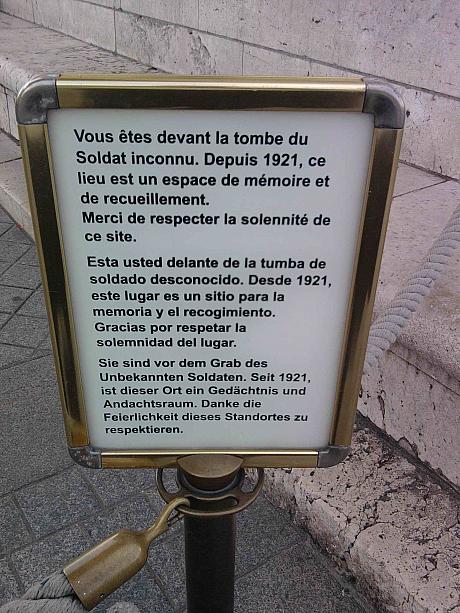 Vous êtes devant la tombe du
Soldat inconnu. Depuis 1921, ce
lieu est un espace de mémoire et
de recueillement.
Merci de respecter la solennité de
ce site.
Esta usted delante de la tumba de
soldado desconocido. Desde 1921,
este lugar es un sitio para la
memoria y el recogimiento.
Gracias por respetar la
solemnidad del lugar.
Sie sind vor dem Grab des
Unbekannten Soldaten. Seit 1921,
ist dieser Ort ein Gedächtnis und
Andachtsraum. Danke die
Feierlichkeit dieses Standortes zu
respektieren.